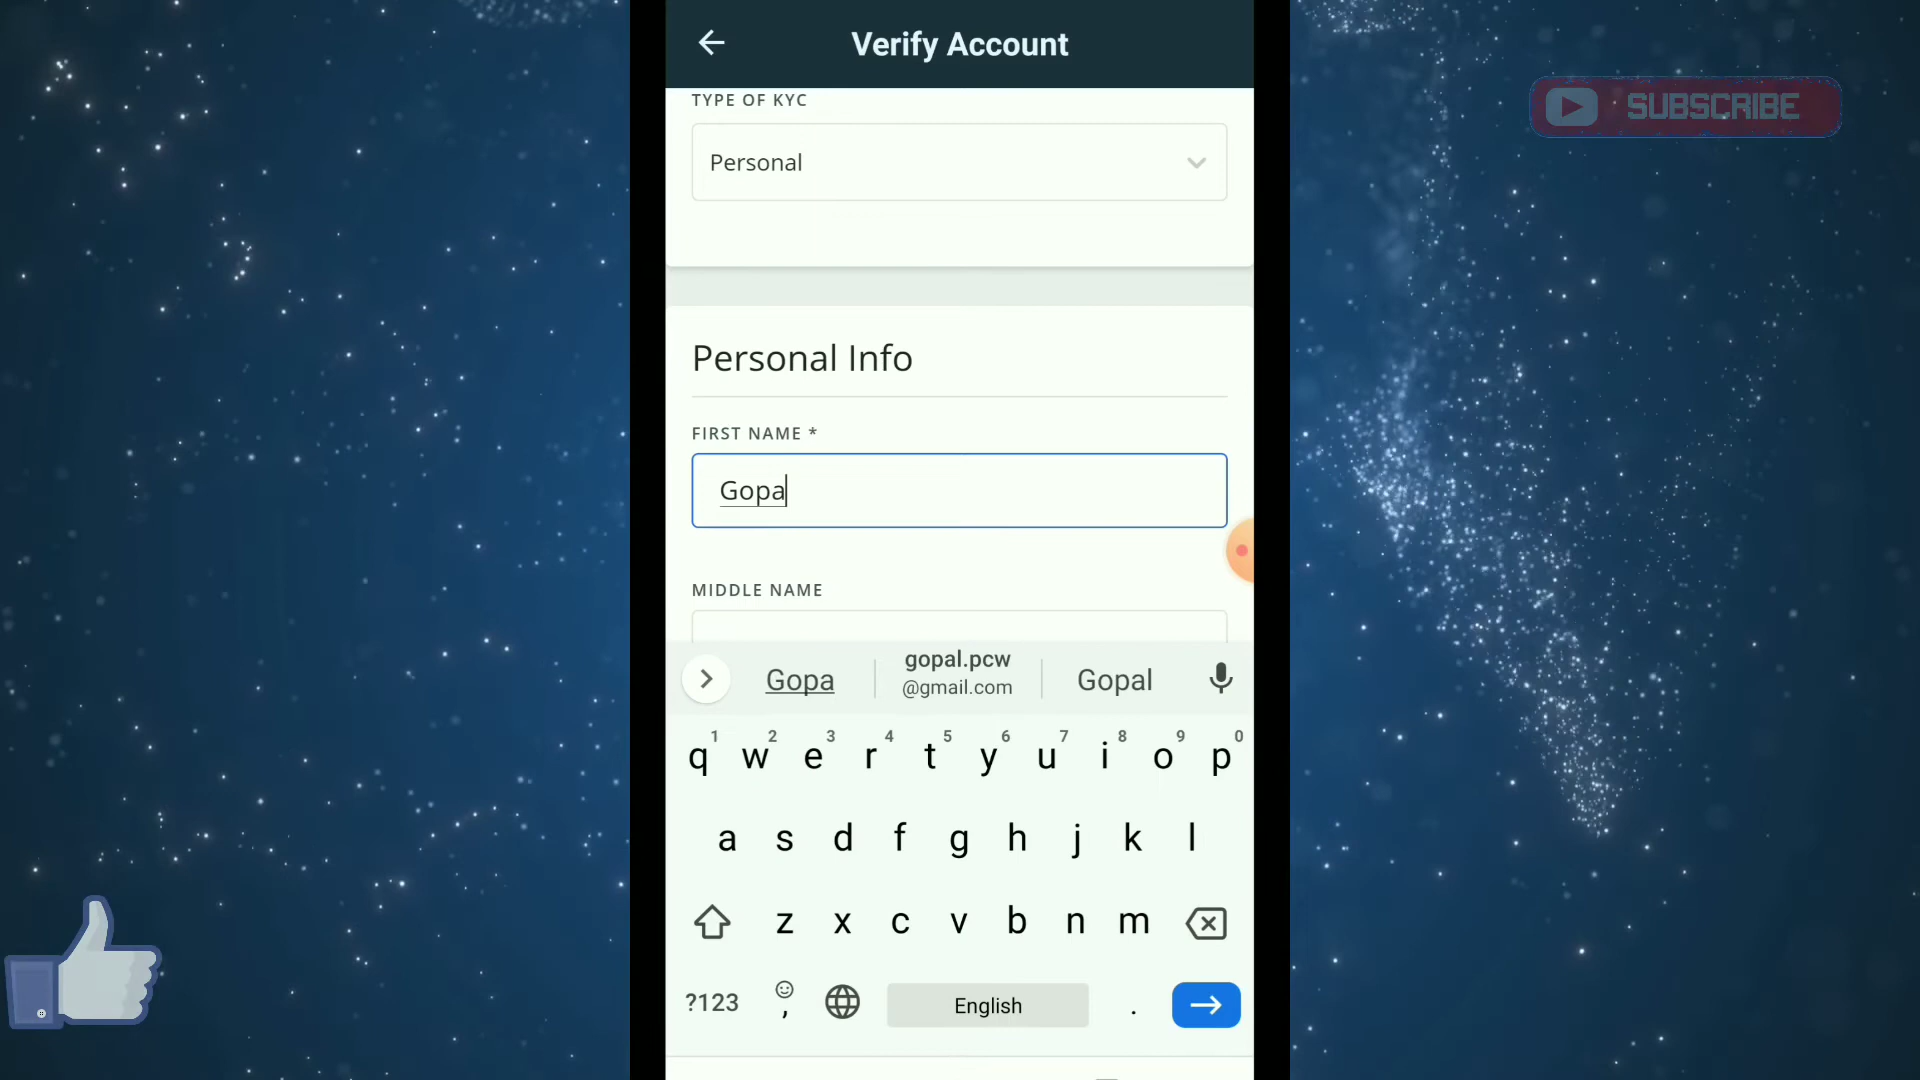 Verify Account
SUBSCRIBE
TYPE OF KYC
Personal
Personal Info
FIRST NAME *
Gopa
MIDDLE NAME
Gopa
gopal.pcw
@gmail.com
Gopal
1 2 3 4 5 6 7 8 9 0
q w e r t y u i o p
a s d f g h j k l
z x c v b n m
?123 , English .